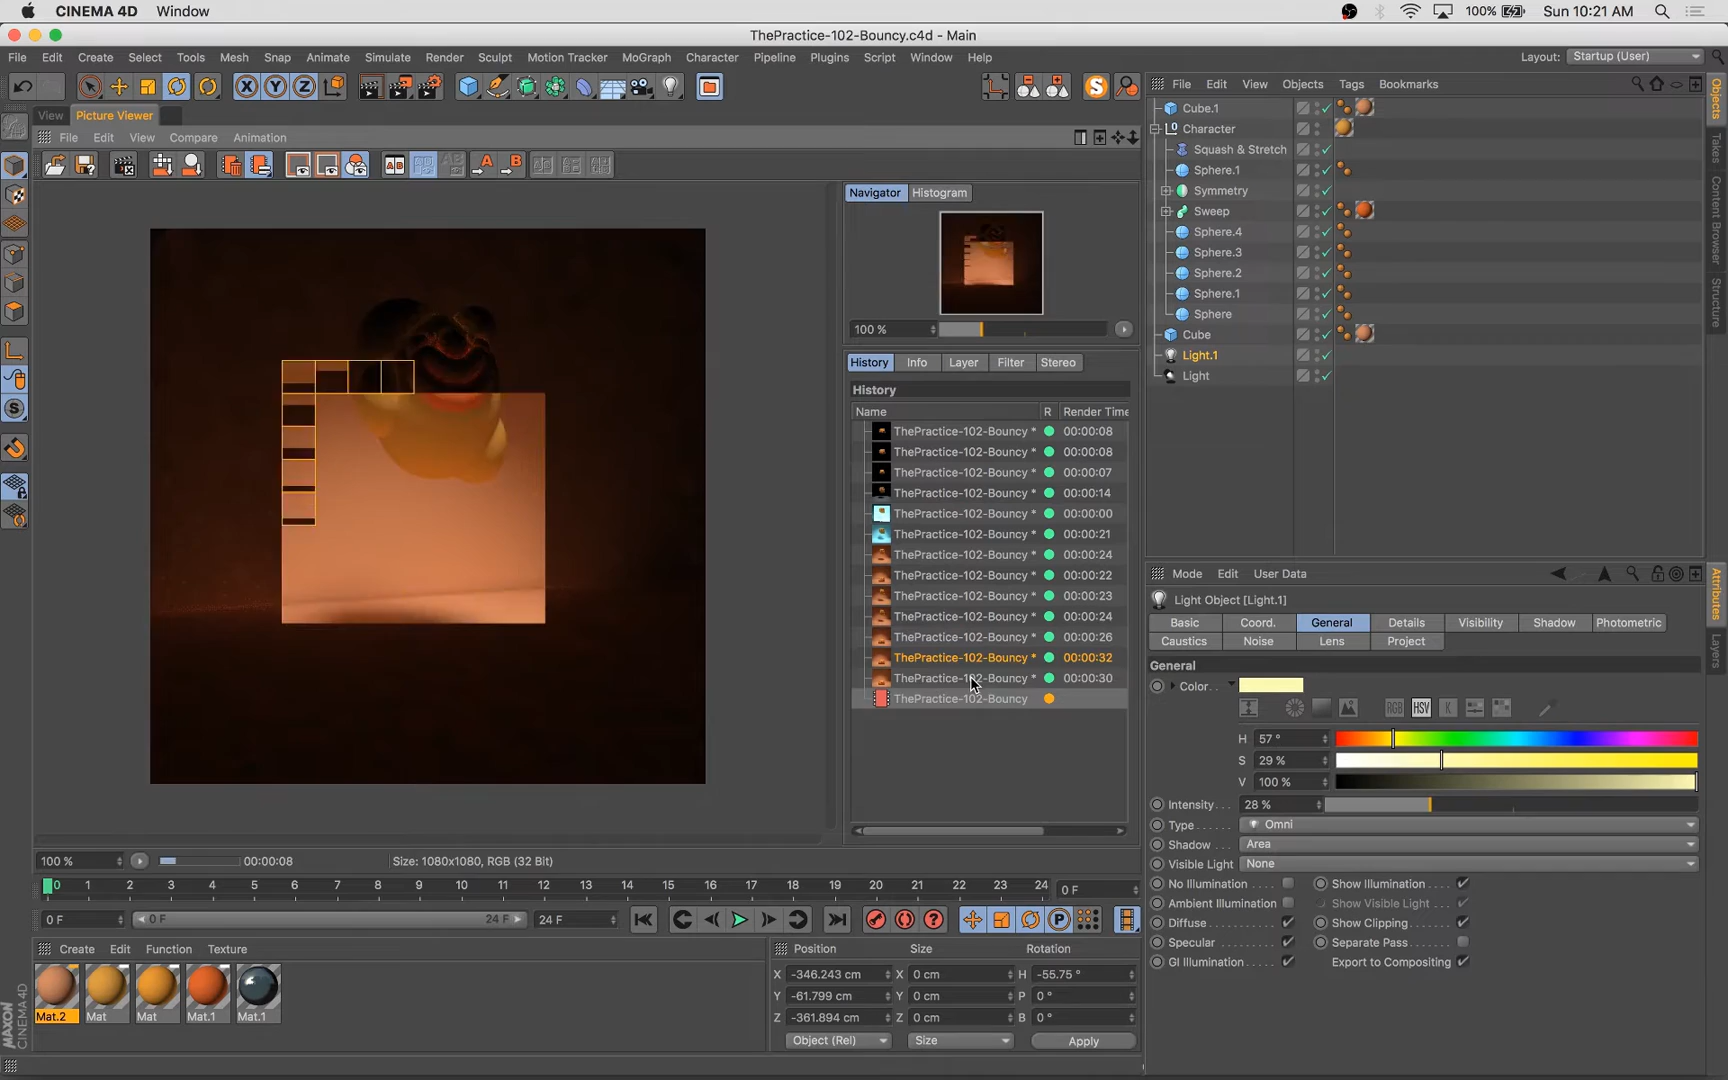 CINEMA 4D Window 100% Sun 10:21 AM
ThePractice-102-Bouncy.c4d - Main
File Edit Create Select Tools Mesh Snap Animate Simulate Render Sculpt Motion Tracker MoGraph Character Pipeline Plugins Script Window Help Layout: Startup (User)
View Picture Viewer
File Edit View Objects Tags Bookmarks
File Edit View Compare Animation
Navigator Histogram
100 %
History Info Layer Filter Stereo
History
Name R Render Time
ThePractice-102-Bouncy * 00:00:08
ThePractice-102-Bouncy * 00:00:08
ThePractice-102-Bouncy * 00:00:07
ThePractice-102-Bouncy * 00:00:14
ThePractice-102-Bouncy * 00:00:00
ThePractice-102-Bouncy * 00:00:21
ThePractice-102-Bouncy * 00:00:24
ThePractice-102-Bouncy * 00:00:22
ThePractice-102-Bouncy * 00:00:23
ThePractice-102-Bouncy * 00:00:24
ThePractice-102-Bouncy * 00:00:26
ThePractice-102-Bouncy * 00:00:32
ThePractice-102-Bouncy * 00:00:30
ThePractice-102-Bouncy
Cube.1
Character
Squash & Stretch
Sphere.1
Symmetry
Sweep
Sphere.4
Sphere.3
Sphere.2
Sphere.1
Sphere
Cube
Light.1
Light
Objects
Takes
Content Browser
Structure
Mode Edit User Data
Light Object [Light.1]
Basic Coord. General Details Visibility Shadow Photometric
Caustics Noise Lens Project
General
Color. .
RGB HSV K
H 57 °
S 29 %
V 100 %
Intensity. . . 28 %
Type. . . . . . Omni
Shadow. . . . Area
Visible Light None
No Illumination Show Illumination
Ambient Illumination Show Visible Light
Diffuse Show Clipping
Specular Separate Pass
GI Illumination Export to Compositing
Attributes
Layers
100 % 00:00:08 Size: 1080x1080, RGB (32 Bit)
0 1 2 3 4 5 6 7 8 9 10 11 12 13 14 15 16 17 18 19 20 21 22 23 24 0 F
0 F 0 F 24 F 24 F
Create Edit Function Texture
Mat.2 Mat Mat Mat.1 Mat.1
MAXON CINEMA 4D
Position Size Rotation
X -346.243 cm X 0 cm H -55.75 °
Y -61.799 cm Y 0 cm P 0 °
Z -361.894 cm Z 0 cm B 0 °
Object (Rel) Size Apply